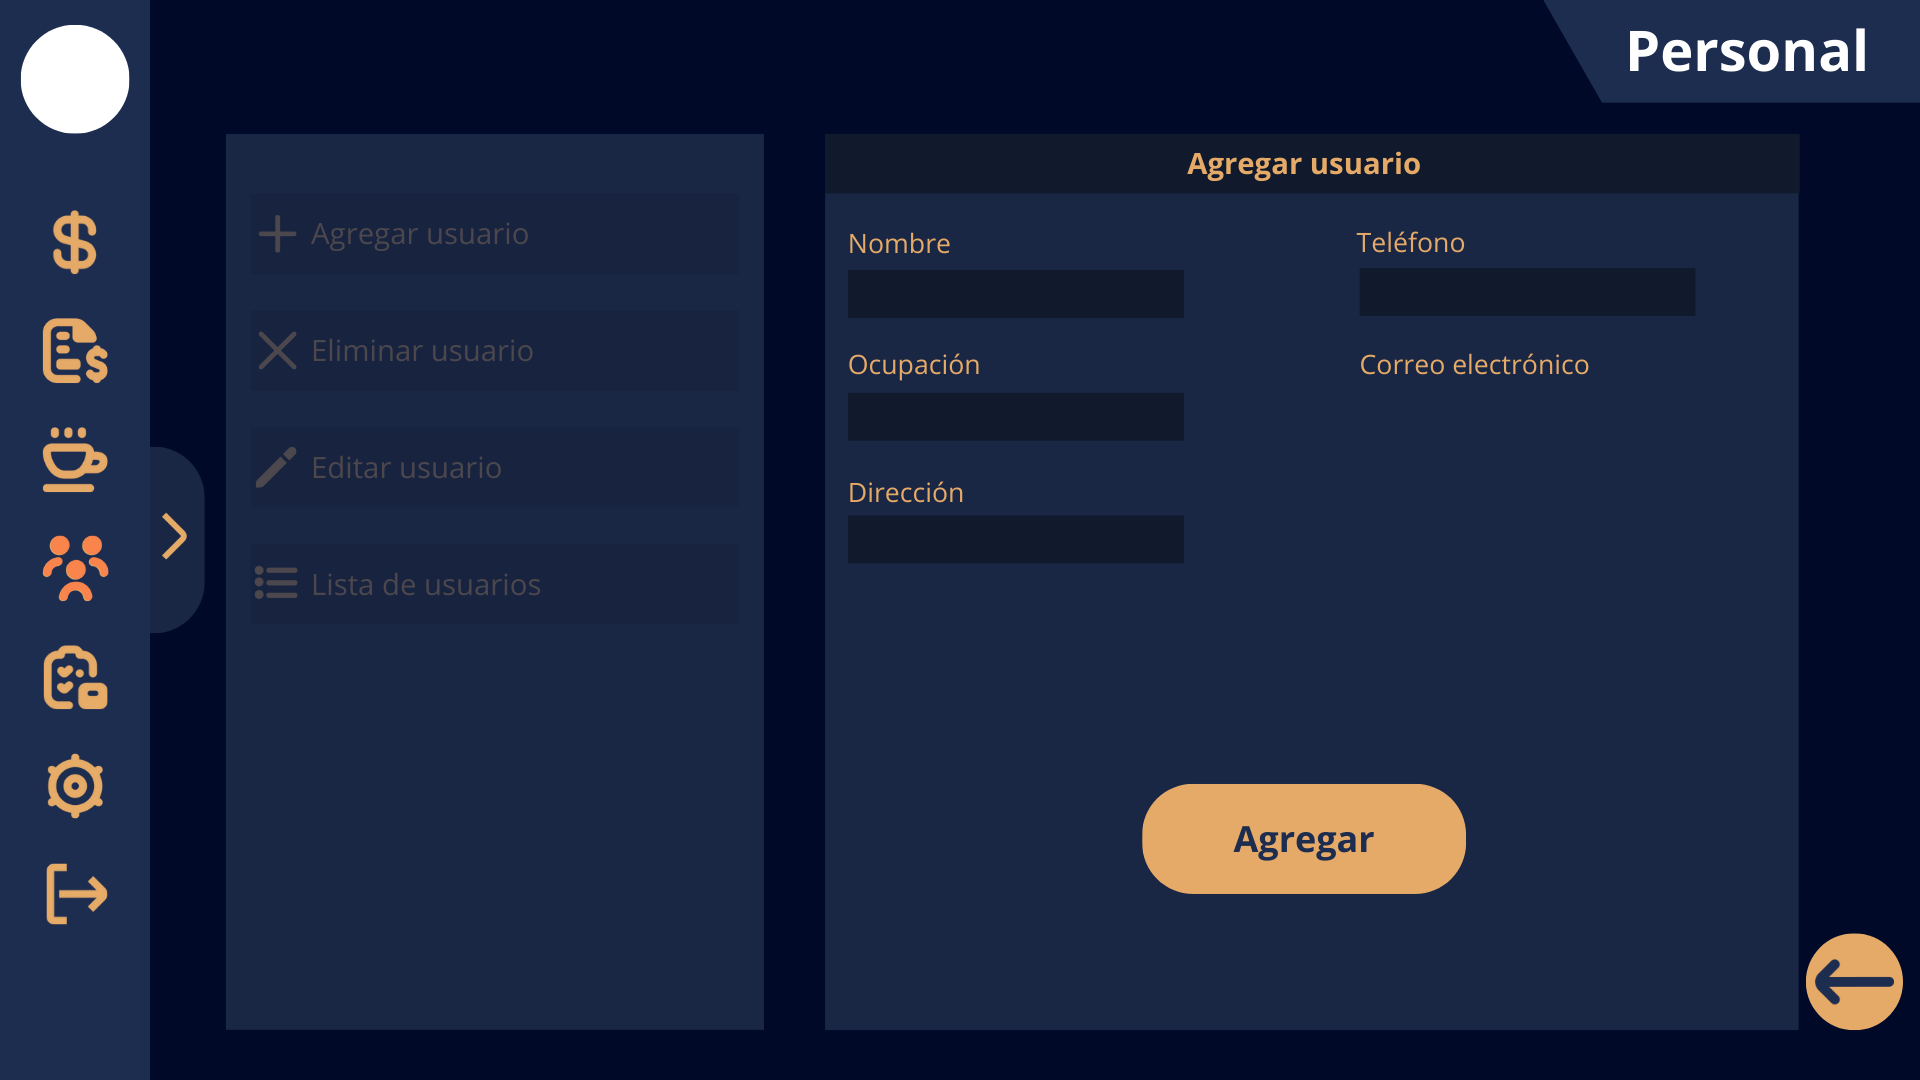 Personal
Agregar usuario
Eliminar usuario
Editar usuario
Lista de usuarios
Agregar usuario
Nombre
Teléfono
Ocupación
Correo electrónico
Dirección
Agregar